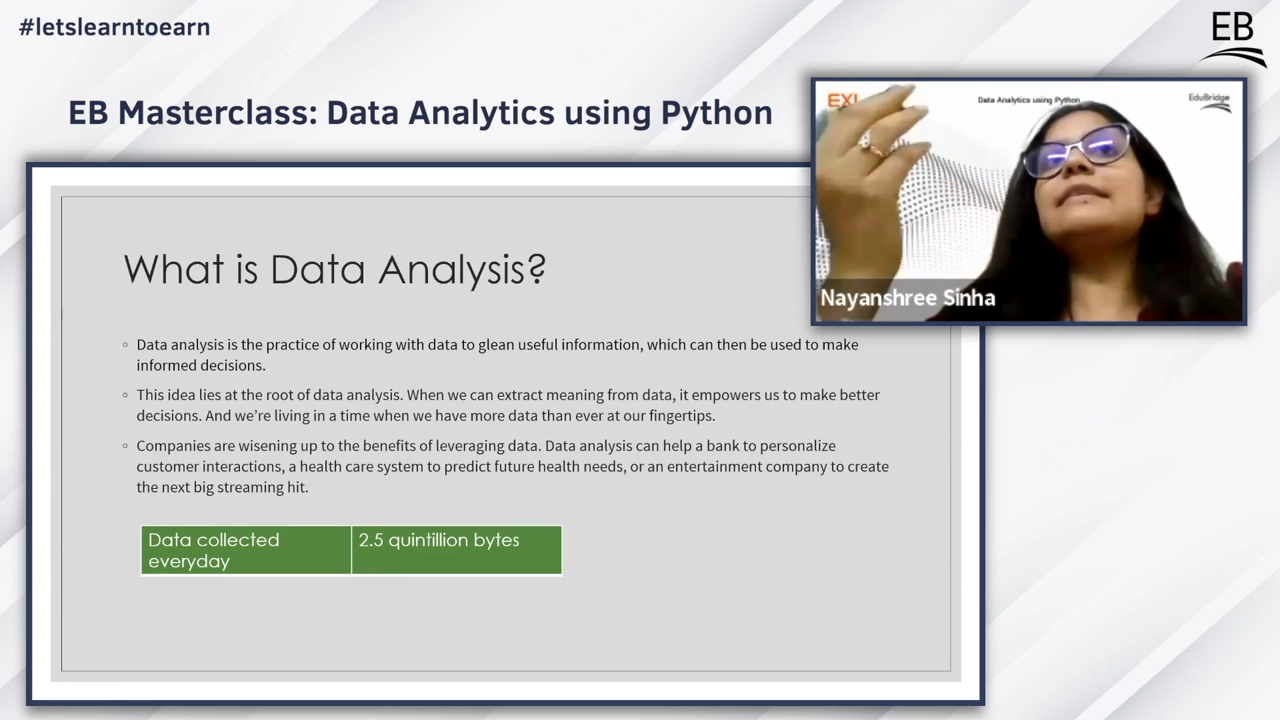 #letslearntoearn
EB
EB Masterclass: Data Analytics using Python
EXL
Data Analytics using Python
EduBridge
Nayanshree Sinha
What is Data Analysis?
◦ Data analysis is the practice of working with data to glean useful information, which can then be used to make
informed decisions.
◦ This idea lies at the root of data analysis. When we can extract meaning from data, it empowers us to make better
decisions. And we’re living in a time when we have more data than ever at our fingertips.
◦ Companies are wisening up to the benefits of leveraging data. Data analysis can help a bank to personalize
customer interactions, a health care system to predict future health needs, or an entertainment company to create
the next big streaming hit.
Data collected 2.5 quintillion bytes
everyday